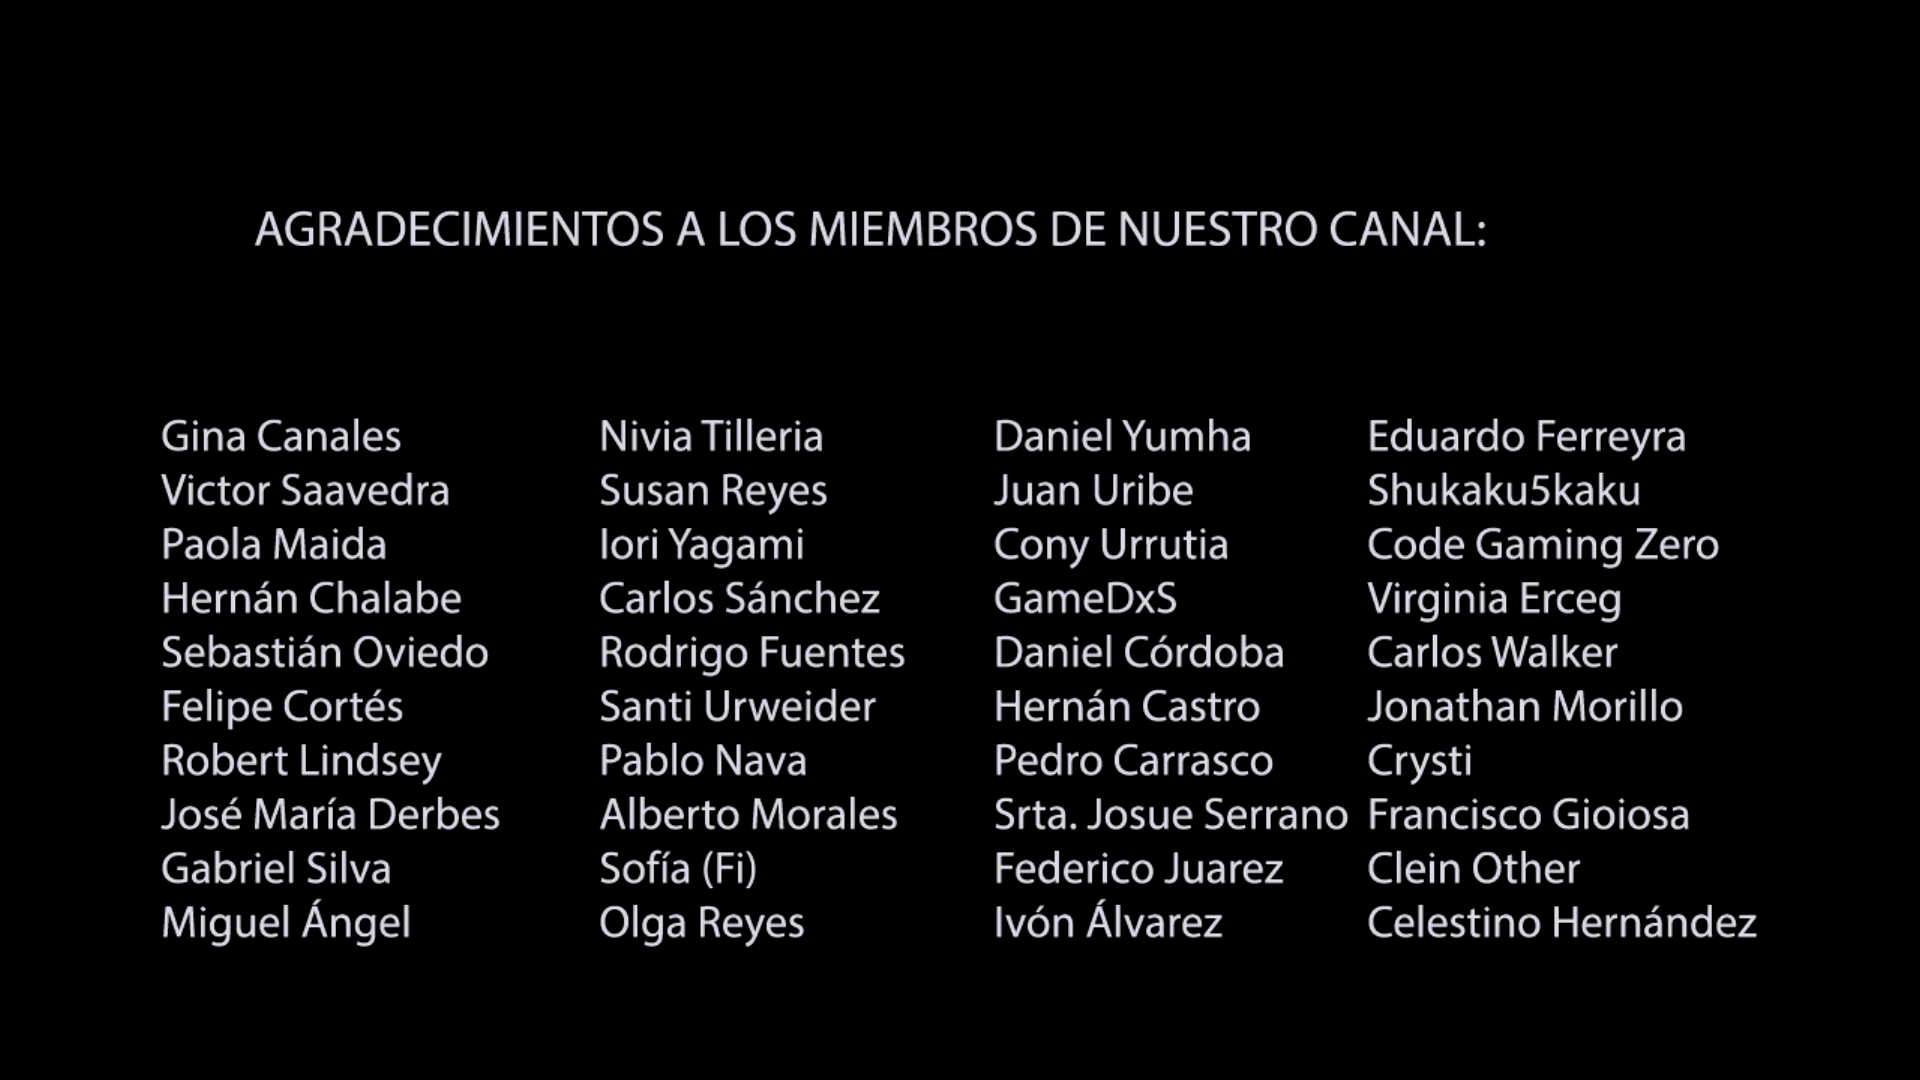 AGRADECIMIENTOS A LOS MIEMBROS DE NUESTRO CANAL:
Gina Canales
Victor Saavedra
Paola Maida
Hernán Chalabe
Sebastián Oviedo
Felipe Cortés
Robert Lindsey
José María Derbes
Gabriel Silva
Miguel Ángel
Nivia Tilleria
Susan Reyes
Iori Yagami
Carlos Sánchez
Rodrigo Fuentes
Santi Urweider
Pablo Nava
Alberto Morales
Sofía (Fi)
Olga Reyes
Daniel Yumha
Juan Uribe
Cony Urrutia
GameDxS
Daniel Córdoba
Hernán Castro
Pedro Carrasco
Srta. Josue Serrano
Federico Juarez
Ivón Álvarez
Eduardo Ferreyra
Shukaku5kaku
Code Gaming Zero
Virginia Erceg
Carlos Walker
Jonathan Morillo
Crysti
Francisco Gioiosa
Clein Other
Celestino Hernández